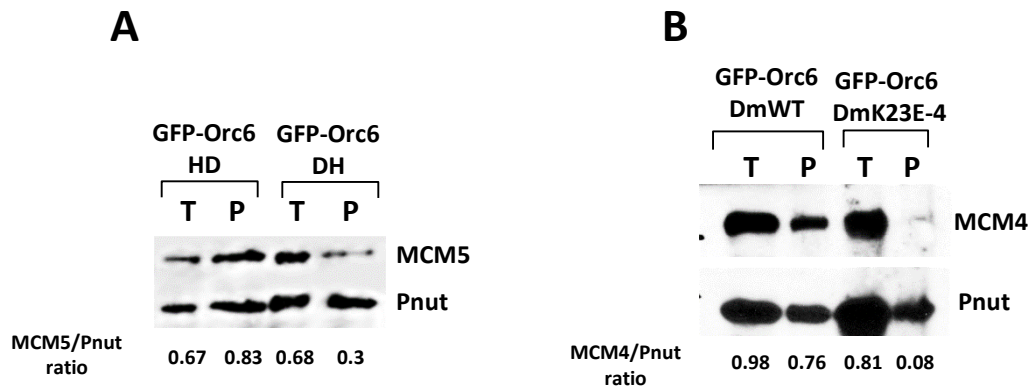 A
GFP-Orc6 GFP-Orc6
HD DH
T P T P
MCM5
Pnut
MCM5/Pnut
ratio
0.67 0.83 0.68 0.3
B
GFP-Orc6 GFP-Orc6
DmWT DmK23E-4
T P T P
MCM4
Pnut
MCM4/Pnut
ratio
0.98 0.76 0.81 0.08